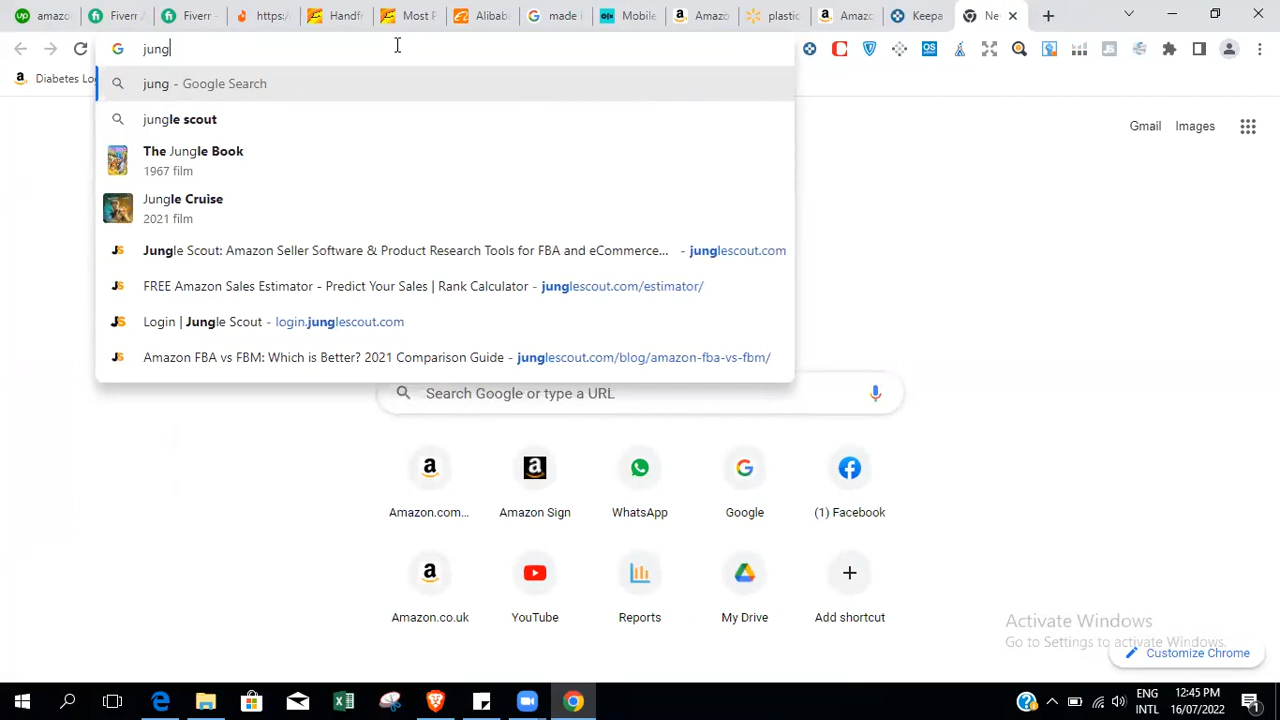 amazon
Fiverr -
Fiverr -
https:/
Handfr
Most P
Alibab
made i
Mobile
Amazo
plastic
Amazo
Keepa
Ne
jung
Diabetes Lo
jung - Google Search
jungle scout
The Jungle Book
1967 film
Jungle Cruise
2021 film
Jungle Scout: Amazon Seller Software & Product Research Tools for FBA and eCommerce... - junglescout.com
FREE Amazon Sales Estimator - Predict Your Sales | Rank Calculator - junglescout.com/estimator/
Login | Jungle Scout - login.junglescout.com
Amazon FBA vs FBM: Which is Better? 2021 Comparison Guide - junglescout.com/blog/amazon-fba-vs-fbm/
Gmail Images
Search Google or type a URL
Amazon.com...
Amazon Sign
WhatsApp
Google
(1) Facebook
Amazon.co.uk
YouTube
Reports
My Drive
Add shortcut
Activate Windows
Go to Settings to activate Windows.
Customize Chrome
ENG
INTL
12:45 PM
16/07/2022